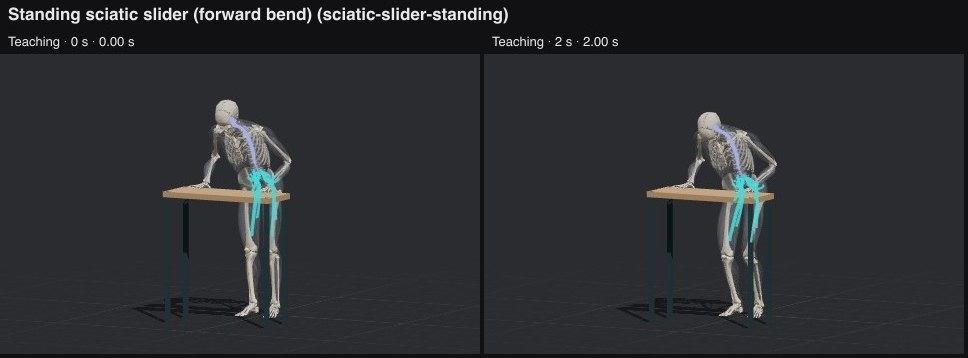 Standing sciatic slider (forward bend) (sciatic-slider-standing)
Teaching · 0 s · 0.00 s
Teaching · 2 s · 2.00 s